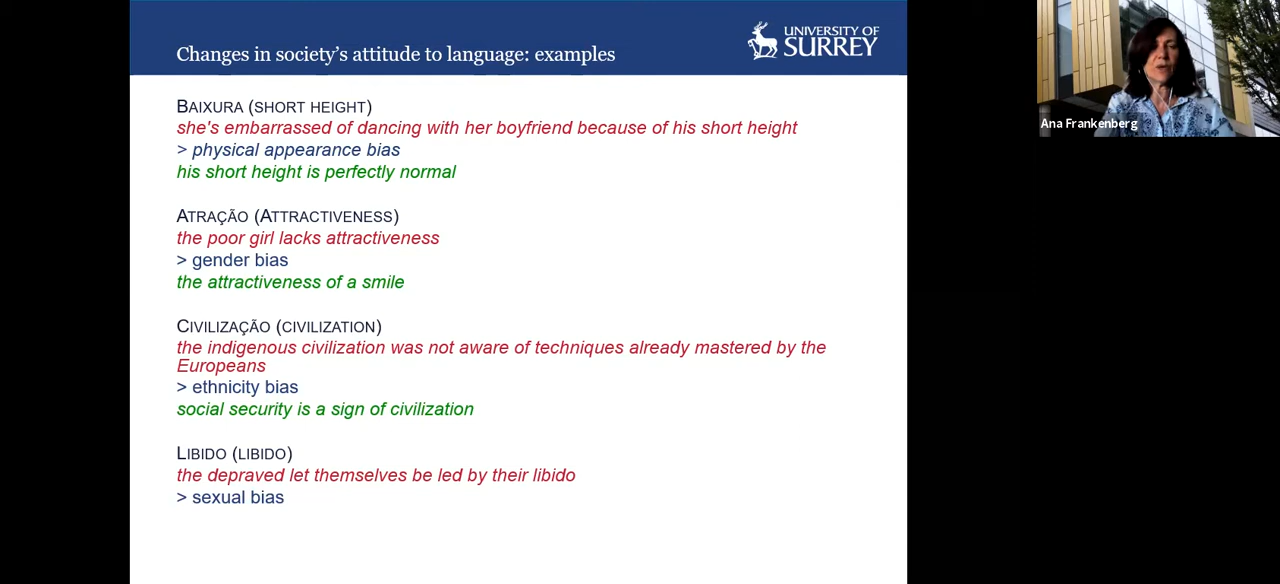 Changes in society's attitude to language: examples
UNIVERSITY OF
SURREY
BAIXURA (SHORT HEIGHT)
she's embarrassed of dancing with her boyfriend because of his short height
> physical appearance bias
his short height is perfectly normal
ATRAÇÃO (ATTRACTIVENESS)
the poor girl lacks attractiveness
> gender bias
the attractiveness of a smile
CIVILIZAÇÃO (CIVILIZATION)
the indigenous civilization was not aware of techniques already mastered by the
Europeans
> ethnicity bias
social security is a sign of civilization
LIBIDO (LIBIDO)
the depraved let themselves be led by their libido
> sexual bias
Ana Frankenberg